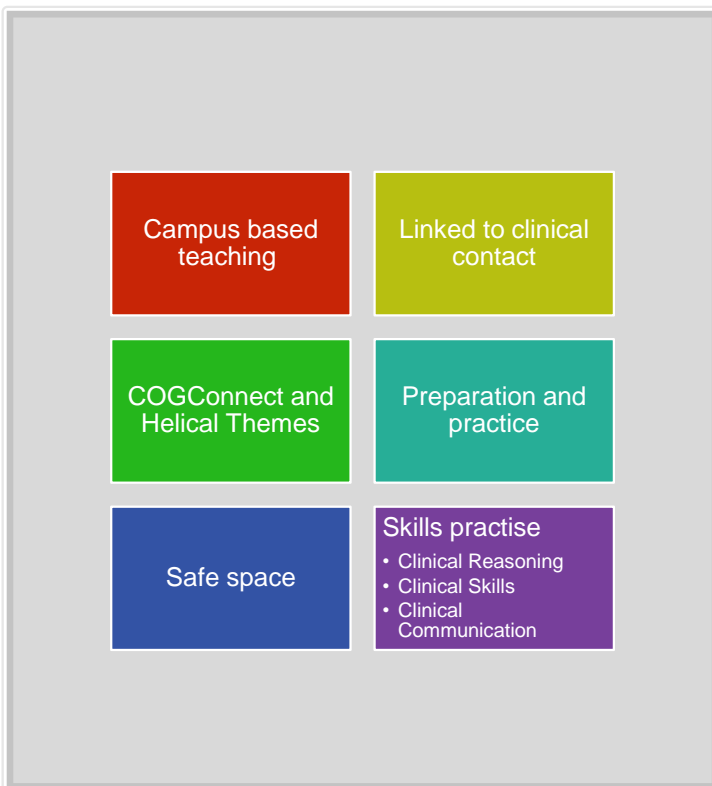 Campus based
teaching
Linked to clinical
contact
COGConnect and
Helical Themes
Preparation and
practice
Safe space
Skills practise
• Clinical Reasoning
• Clinical Skills
• Clinical
Communication